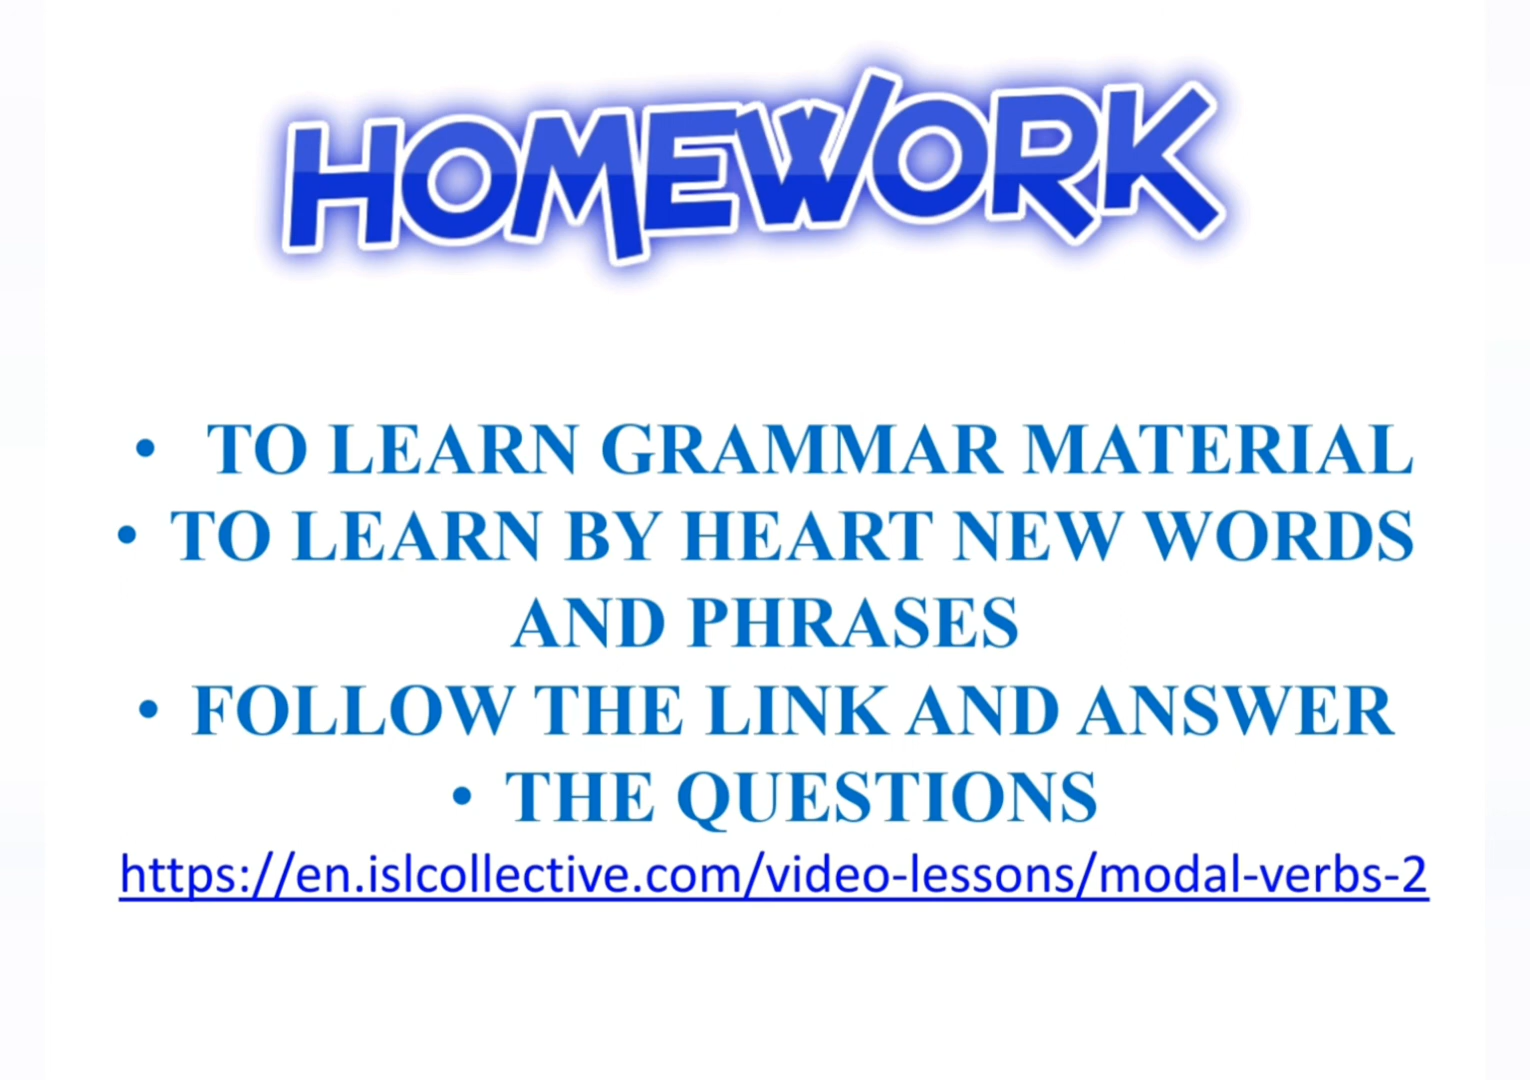 HOMEWORK
• TO LEARN GRAMMAR MATERIAL
• TO LEARN BY HEART NEW WORDS
AND PHRASES
• FOLLOW THE LINK AND ANSWER
• THE QUESTIONS
https://en.islcollective.com/video-lessons/modal-verbs-2